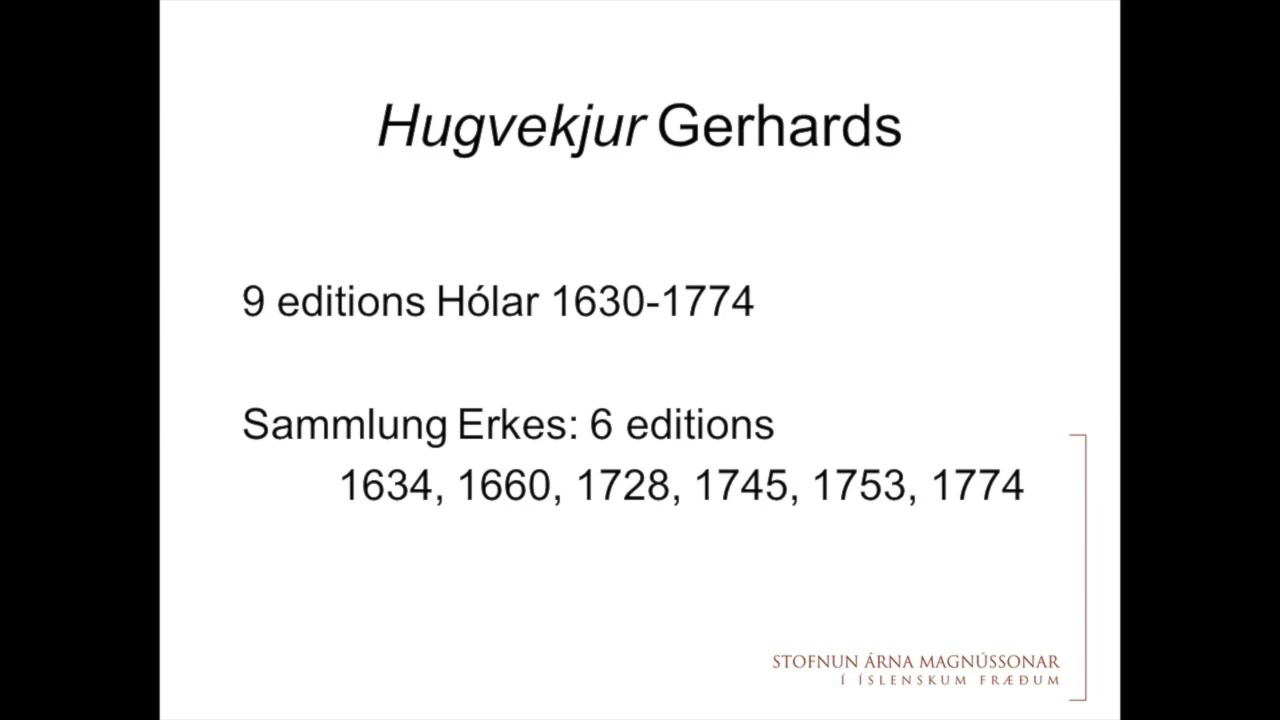 Hugvekjur Gerhards
9 editions Hólar 1630-1774
Sammlung Erkes: 6 editions
1634, 1660, 1728, 1745, 1753, 1774
STOFNUN ÁRNA MAGNÚSSONAR
Í ÍSLENSKUM FRÆÐUM